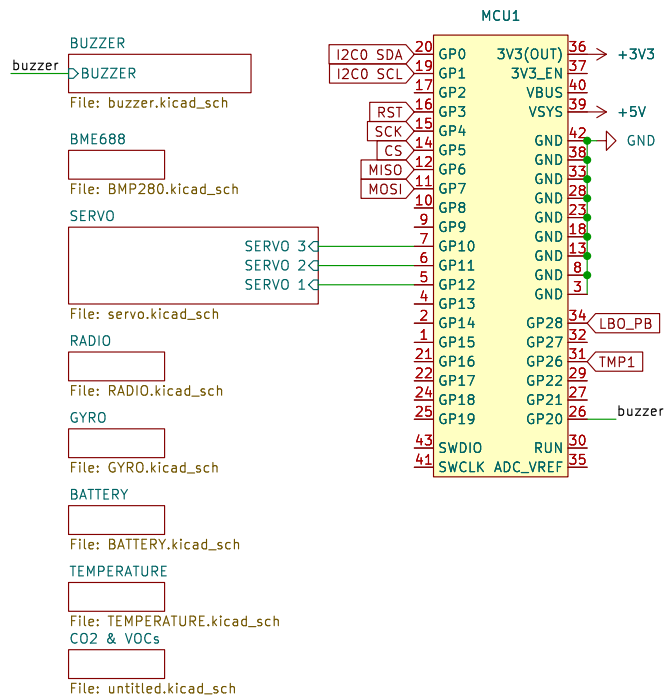 MCU1
BUZZER
buzzer
BUZZER
File: buzzer.kicad_sch
BME688
File: BMP280.kicad_sch
SERVO
SERVO 3
SERVO 2
SERVO 1
File: servo.kicad_sch
RADIO
File: RADIO.kicad_sch
GYRO
File: GYRO.kicad_sch
BATTERY
File: BATTERY.kicad_sch
TEMPERATURE
File: TEMPERATURE.kicad_sch
CO2 & VOCs
File: untitled.kicad_sch
I2C0 SDA 20 GP0
I2C0 SCL 19 GP1
17 GP2
RST 16 GP3
SCK 15 GP4
CS 14 GP5
MISO 12 GP6
MOSI 11 GP7
10 GP8
9 GP9
7 GP10
6 GP11
5 GP12
4 GP13
2 GP14
1 GP15
21 GP16
22 GP17
24 GP18
25 GP19
43 SWDIO
41 SWCLK
3V3(OUT) 36 +3V3
3V3_EN 37
VBUS 40
VSYS 39 +5V
GND 42 GND
GND 38
GND 33
GND 28
GND 23
GND 18
GND 13
GND 8
GND 3
GP28 34 LBO_PB
GP27 32
GP26 31 TMP1
GP22 29
GP21 27
GP20 26 buzzer
RUN 30
ADC_VREF 35